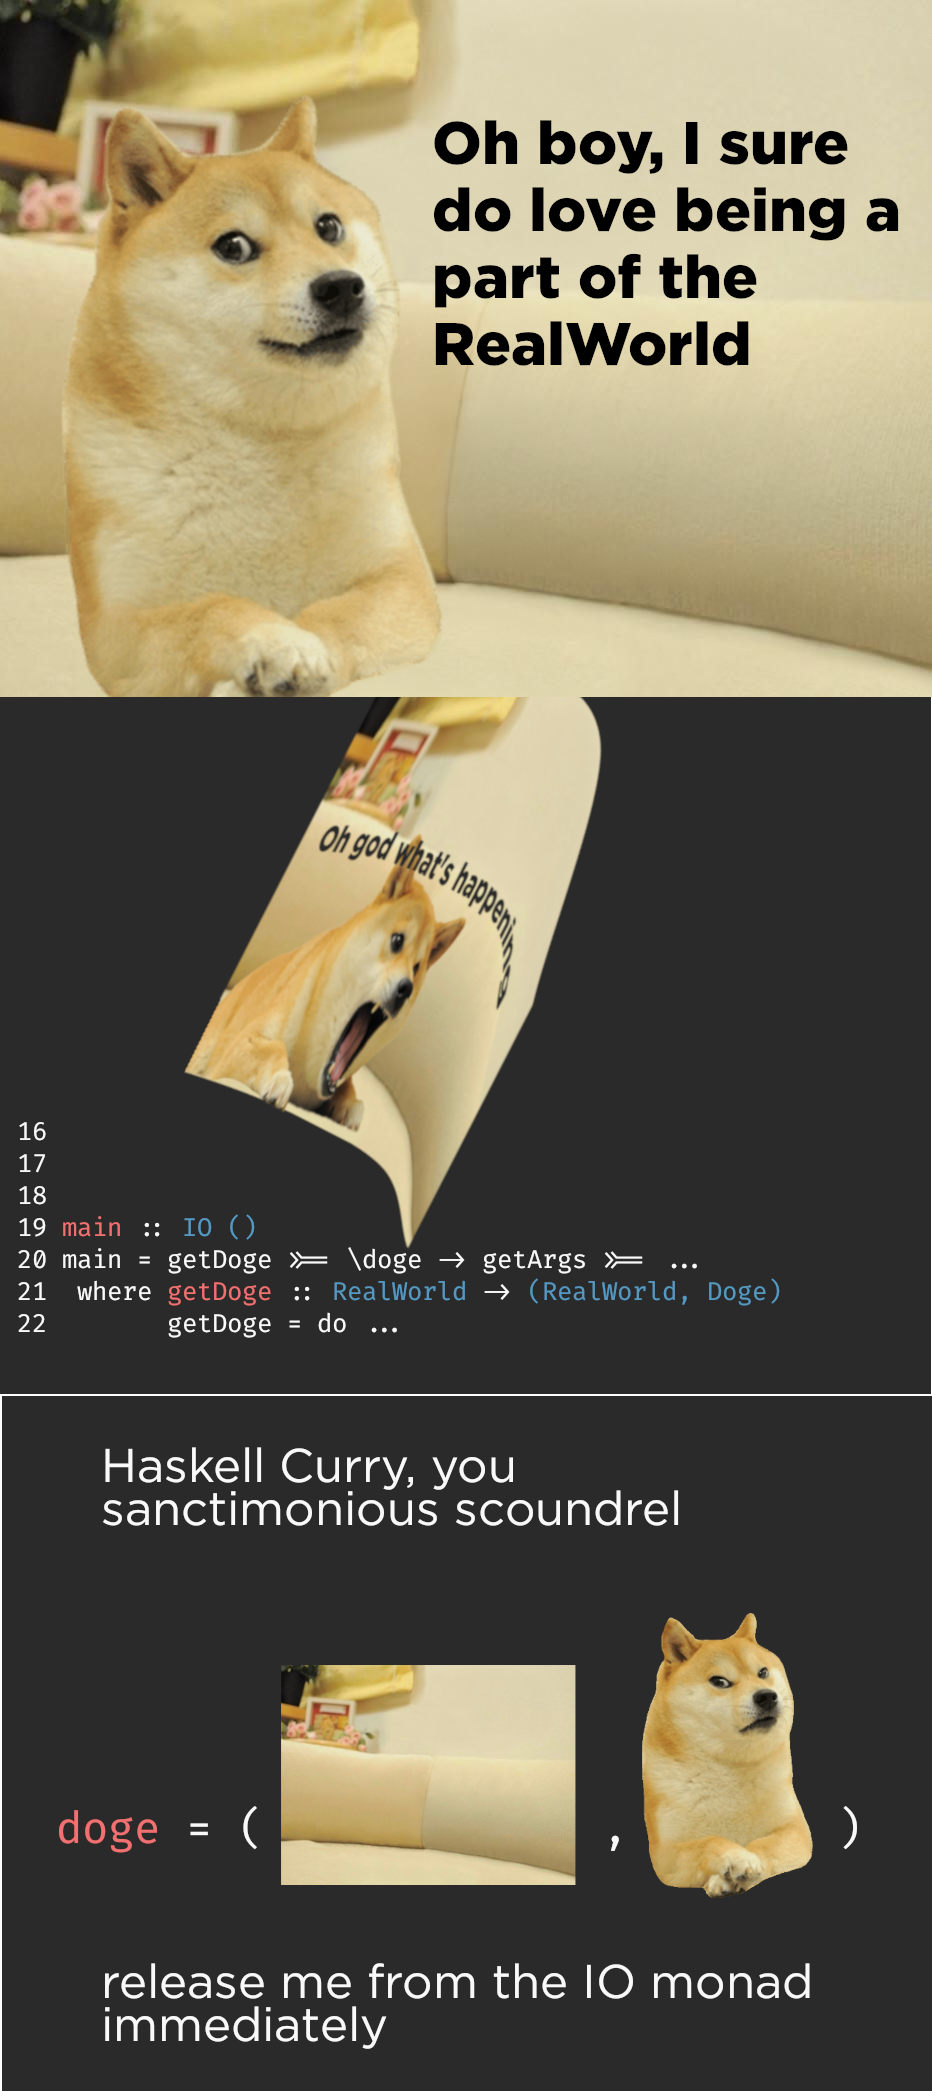 Oh boy, I sure
do love being a
part of the
RealWorld
Oh god what's happening
16
17
18
19 main :: IO ()
20 main = getDoge >>= \doge -> getArgs >>= ...
21  where getDoge :: RealWorld -> (RealWorld, Doge)
22        getDoge = do ...
Haskell Curry, you
sanctimonious scoundrel
doge = ( , )
release me from the IO monad
immediately